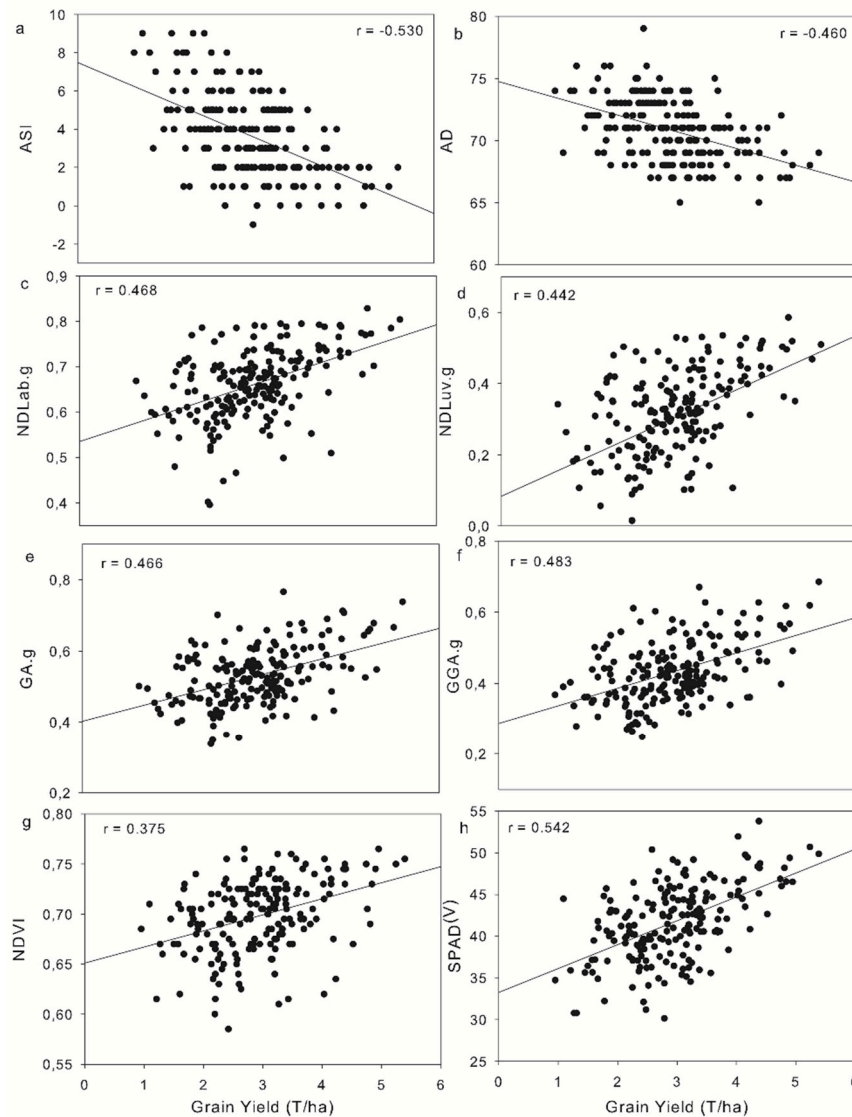 a
r = -0.530
10
8
6
4
2
0
-2
ASI
b
r = -0.460
80
75
70
65
60
AD
c
r = 0.468
0,9
0,8
0,7
0,6
0,5
0,4
NDLab.g
d
r = 0.442
0,6
0,4
0,2
0,0
NDLuv.g
e
r = 0.466
0,8
0,6
0,4
0,2
GA.g
f
r = 0.483
0,8
0,6
0,4
0,2
GGA.g
g
r = 0.375
0,80
0,75
0,70
0,65
0,60
0,55
NDVI
0 1 2 3 4 5 6
Grain Yield (T/ha)
h
r = 0.542
55
50
45
40
35
30
25
SPAD(V)
0 1 2 3 4 5 6
Grain Yield (T/ha)